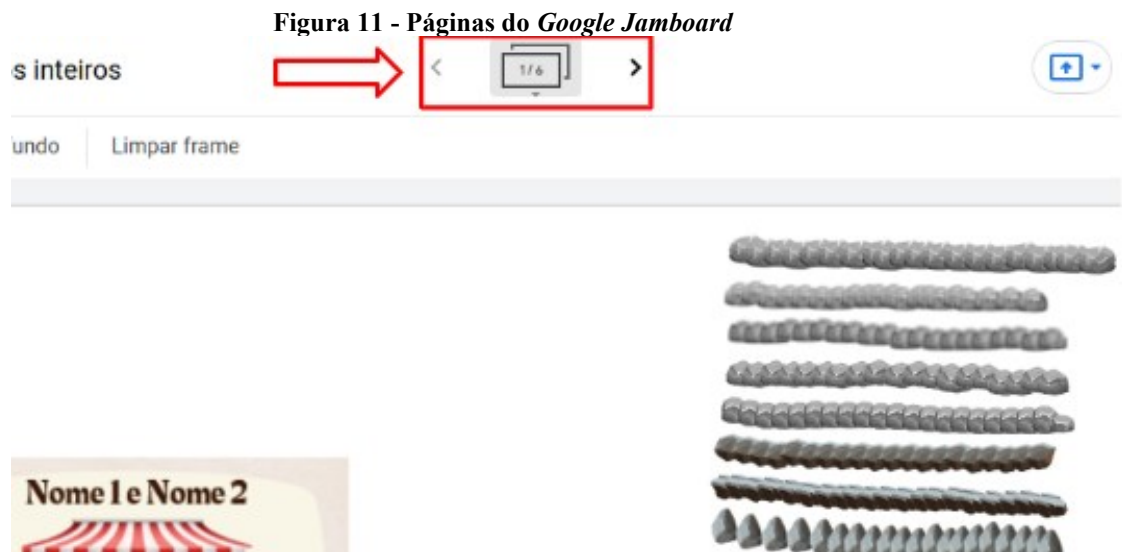 Figura 11 - Páginas do Google Jamboard
s inteiros
1/6
undo
Limpar frame
Nome 1 e Nome 2